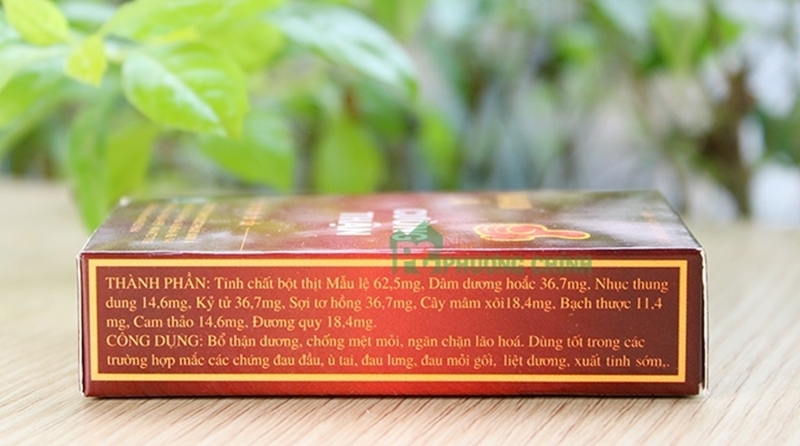 PHƯƠNG CHINH
THÀNH PHẦN: Tinh chất bột thịt Mẫu lệ 62,5mg, Dâm dương hoắc 36.7mg. Nhục thung
dung 14,6mg, Kỷ tử 36,7mg, Sợi tơ hồng 36,7mg, Cây mâm xôi18,4mg, Bạch thược 11,4
mg, Cam thảo 14,6mg, Đương quy 18,4mg.
CÔNG DỤNG: Bổ thận dương, chống mệt mỏi, ngăn chặn lão hoá. Dùng tốt trong các
trường hợp mắc các chứng đau đầu, ù tai, đau lưng, đau mỏi gối, liệt dương, xuất tinh sớm,.